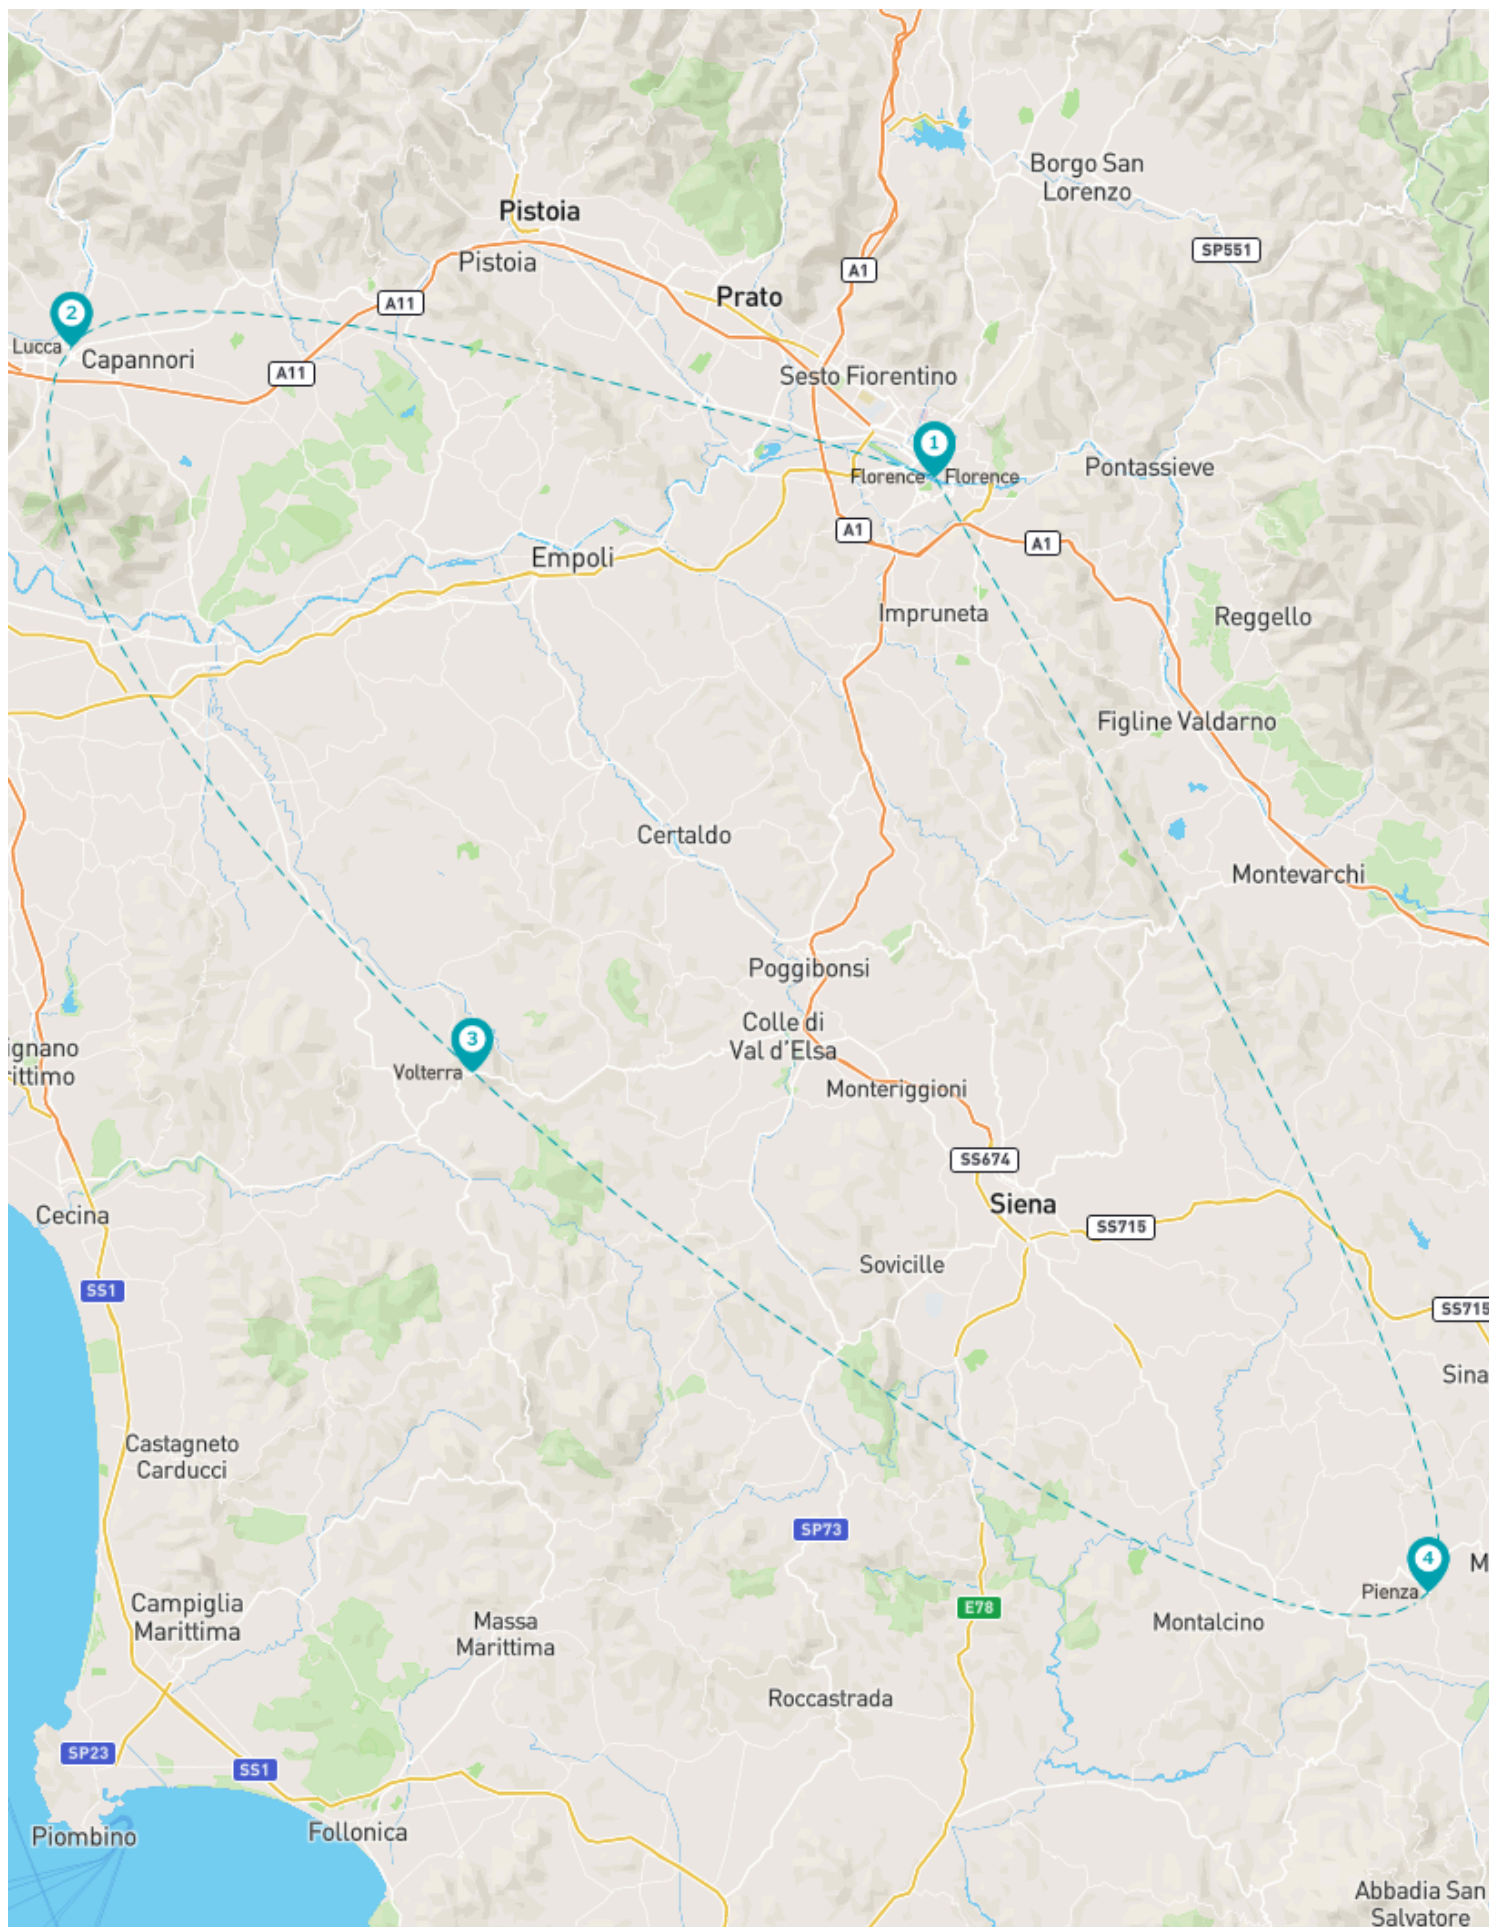 Borgo San
Lorenzo
Pistoia
SP551
Pistoia
A1
Prato
A11
2
Lucca
Capannori
A11
Sesto Fiorentino
1
Florence
Florence
Pontassieve
A1
A1
Empoli
Impruneta
Reggello
Figline Valdarno
Certaldo
Montevarchi
Poggibonsi
Colle di
Val d'Elsa
3
ignano
rittimo
Volterra
Monteriggioni
SS674
Siena
Cecina
SS715
Sovicille
SS1
SS715
Sina
Castagneto
Carducci
SP73
4
M
Pienza
E78
Campiglia
Marittima
Massa
Marittima
Montalcino
Roccastrada
SP23
SS1
Piombino
Follonica
Abbadia San
Salvatore